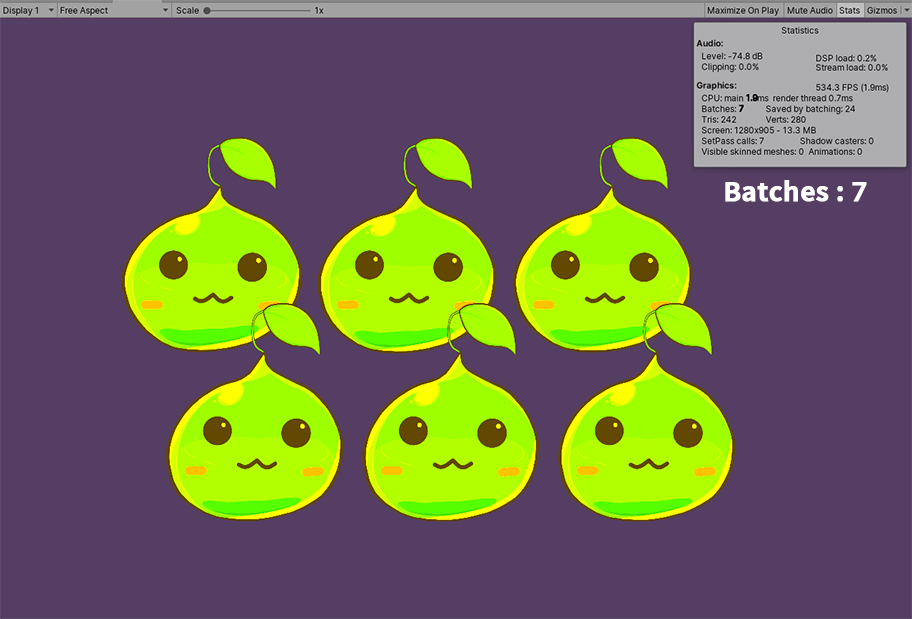 Display 1 Free Aspect Scale 1x Maximize On Play Mute Audio Stats Gizmos
Statistics
Audio:
Level: -74.8 dB DSP load: 0.2%
Clipping: 0.0% Stream load: 0.0%
Graphics: 534.3 FPS (1.9ms)
CPU: main 1.9ms render thread 0.7ms
Batches: 7 Saved by batching: 24
Tris: 242 Verts: 280
Screen: 1280x905 - 13.3 MB
SetPass calls: 7 Shadow casters: 0
Visible skinned meshes: 0 Animations: 0
Batches : 7